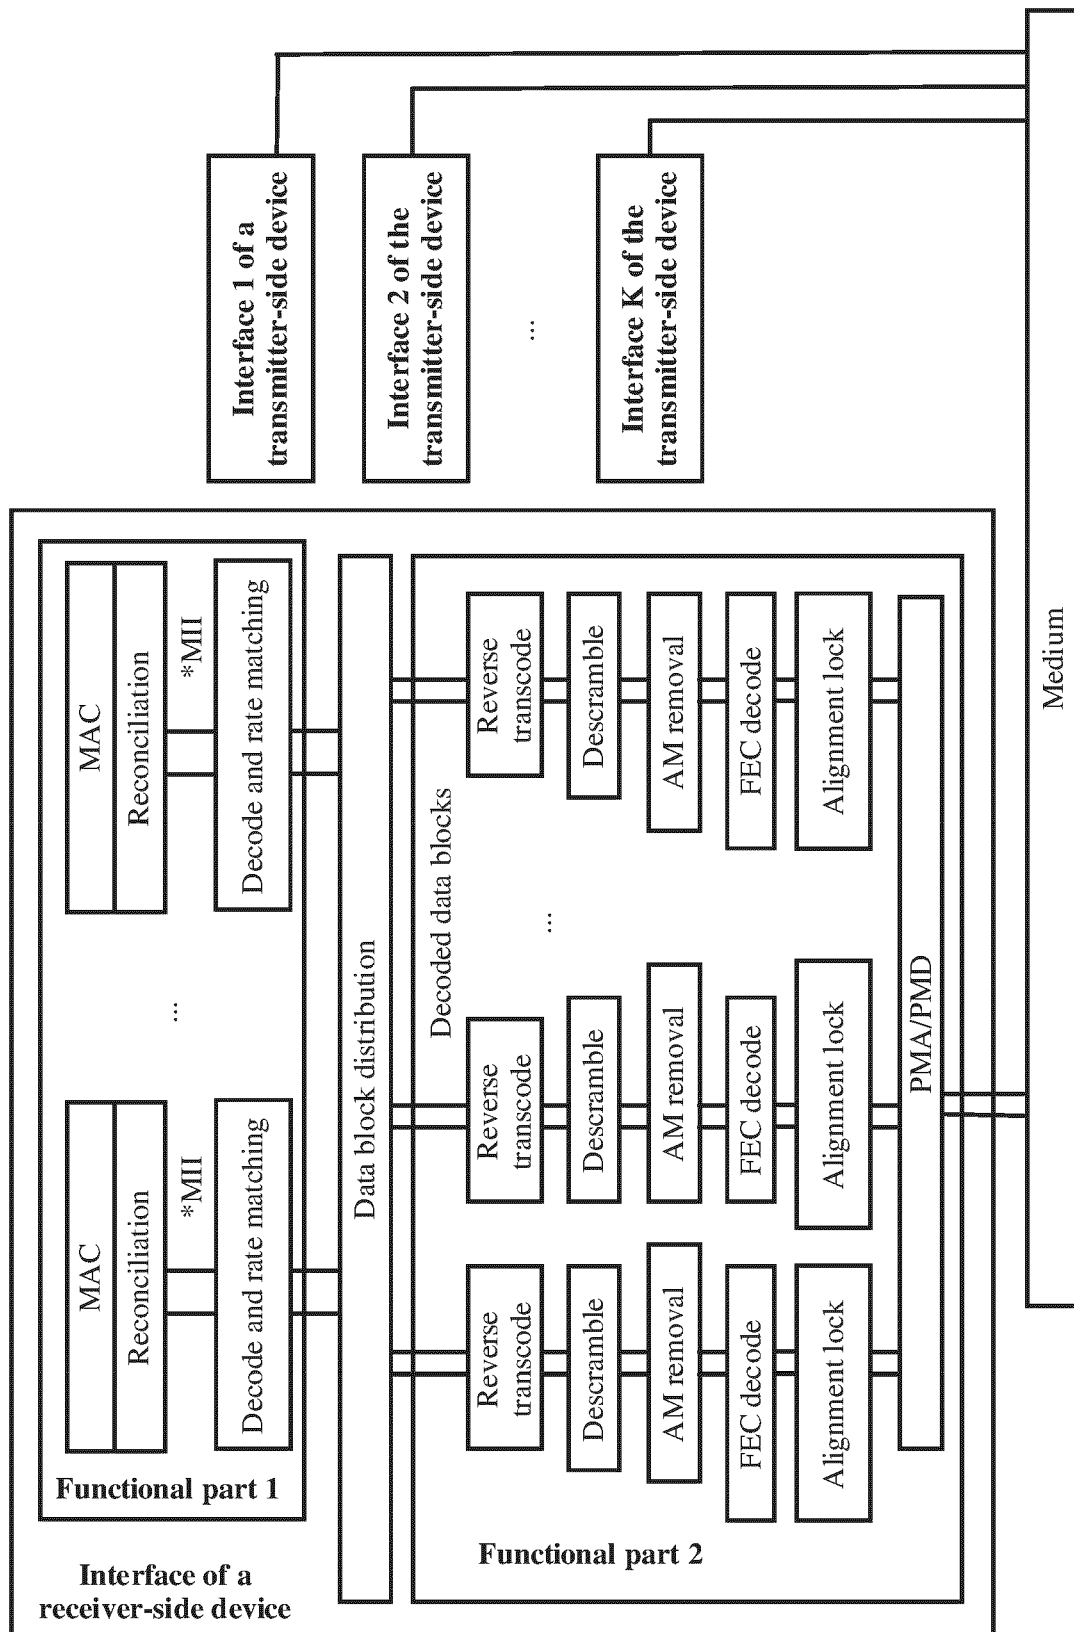 Interface of a
receiver-side device
Functional part 1
MAC
Reconciliation
*MII
Decode and rate matching
...
MAC
Reconciliation
*MII
Decode and rate matching
Data block distribution
Functional part 2
Decoded data blocks
Reverse
transcode
Descramble
AM removal
FEC decode
Alignment lock
Reverse
transcode
Descramble
AM removal
FEC decode
Alignment lock
...
Reverse
transcode
Descramble
AM removal
FEC decode
Alignment lock
PMA/PMD
Interface 1 of a
transmitter-side device
Interface 2 of the
transmitter-side device
...
Interface K of the
transmitter-side device
Medium